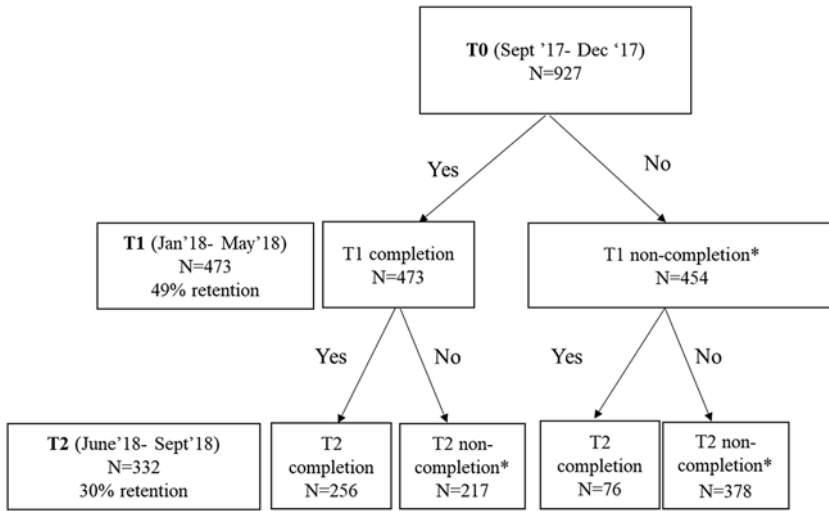 T0 (Sept ’17- Dec ‘17)
N=927
Yes
No
T1 (Jan’18- May’18)
N=473
49% retention
T1 completion
N=473
T1 non-completion*
N=454
Yes
No
Yes
No
T2 (June’18- Sept’18)
N=332
30% retention
T2
completion
N=256
T2 non-
completion*
N=217
T2
completion
N=76
T2 non-
completion*
N=378